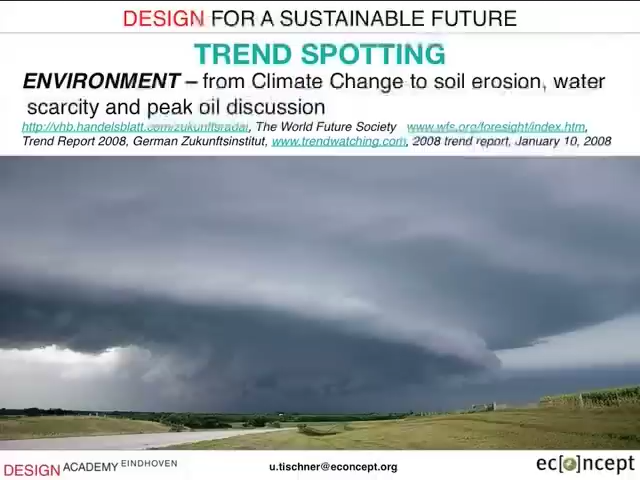 DESIGN FOR A SUSTAINABLE FUTURE
TREND SPOTTING
ENVIRONMENT – from Climate Change to soil erosion, water
scarcity and peak oil discussion
http://vhb.handelsblatt.com/zukunftsradar, The World Future Society www.wfs.org/foresight/index.htm,
Trend Report 2008, German Zukunftsinstitut, www.trendwatching.com, 2008 trend report, January 10, 2008
DESIGN ACADEMY EINDHOVEN
u.tischner@econcept.org
ec[o]ncept